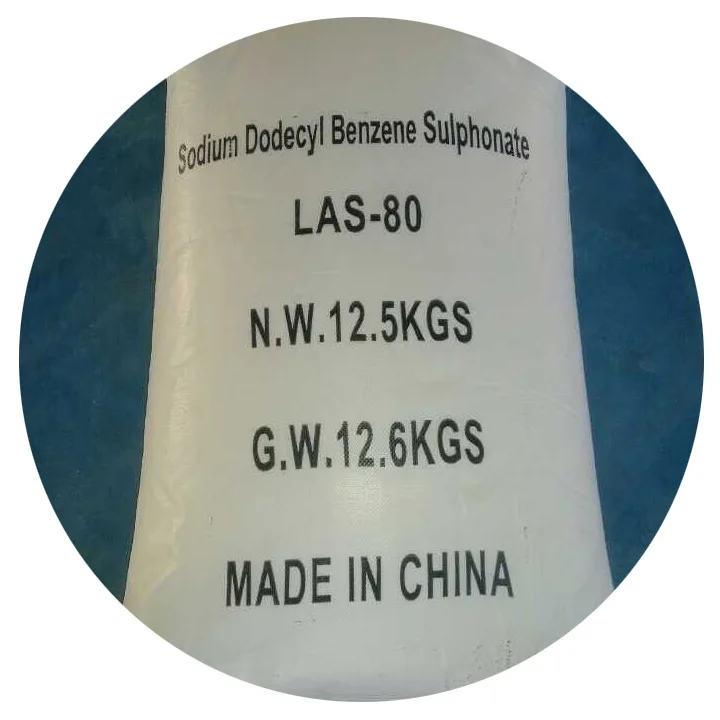 Sodium Dodecyl Benzene Sulphonate
LAS-80
N.W.12.5KGS
G.W.12.6KGS
MADE IN CHINA